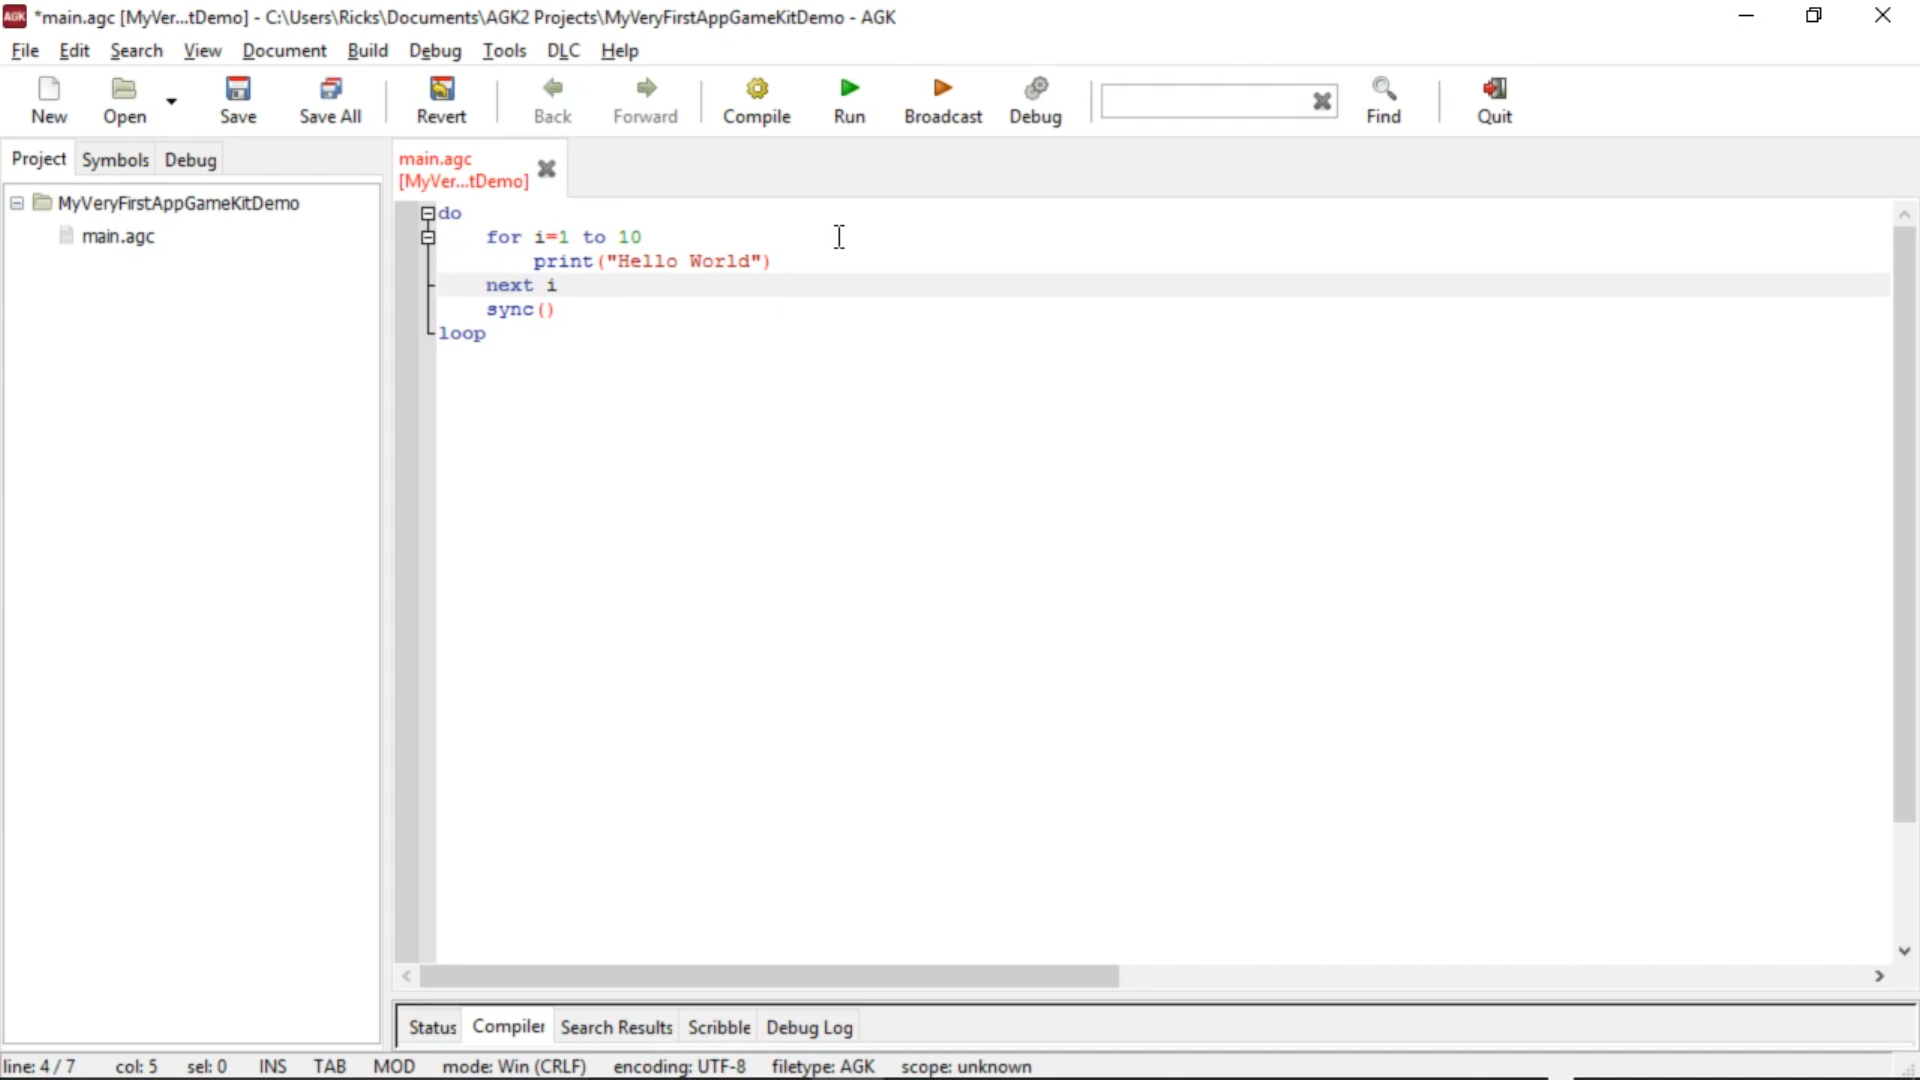 AGK *main.agc [MyVer...tDemo] - C:\Users\Ricks\Documents\AGK2 Projects\MyVeryFirstAppGameKitDemo - AGK
File Edit Search View Document Build Debug Tools DLC Help
New Open Save Save All Revert Back Forward Compile Run Broadcast Debug Find Quit
Project Symbols Debug
main.agc
[MyVer...tDemo]
MyVeryFirstAppGameKitDemo
main.agc
do
    for i=1 to 10
        print("Hello World")
    next i
    sync()
loop
Status Compiler Search Results Scribble Debug Log
line: 4 / 7 col: 5 sel: 0 INS TAB MOD mode: Win (CRLF) encoding: UTF-8 filetype: AGK scope: unknown